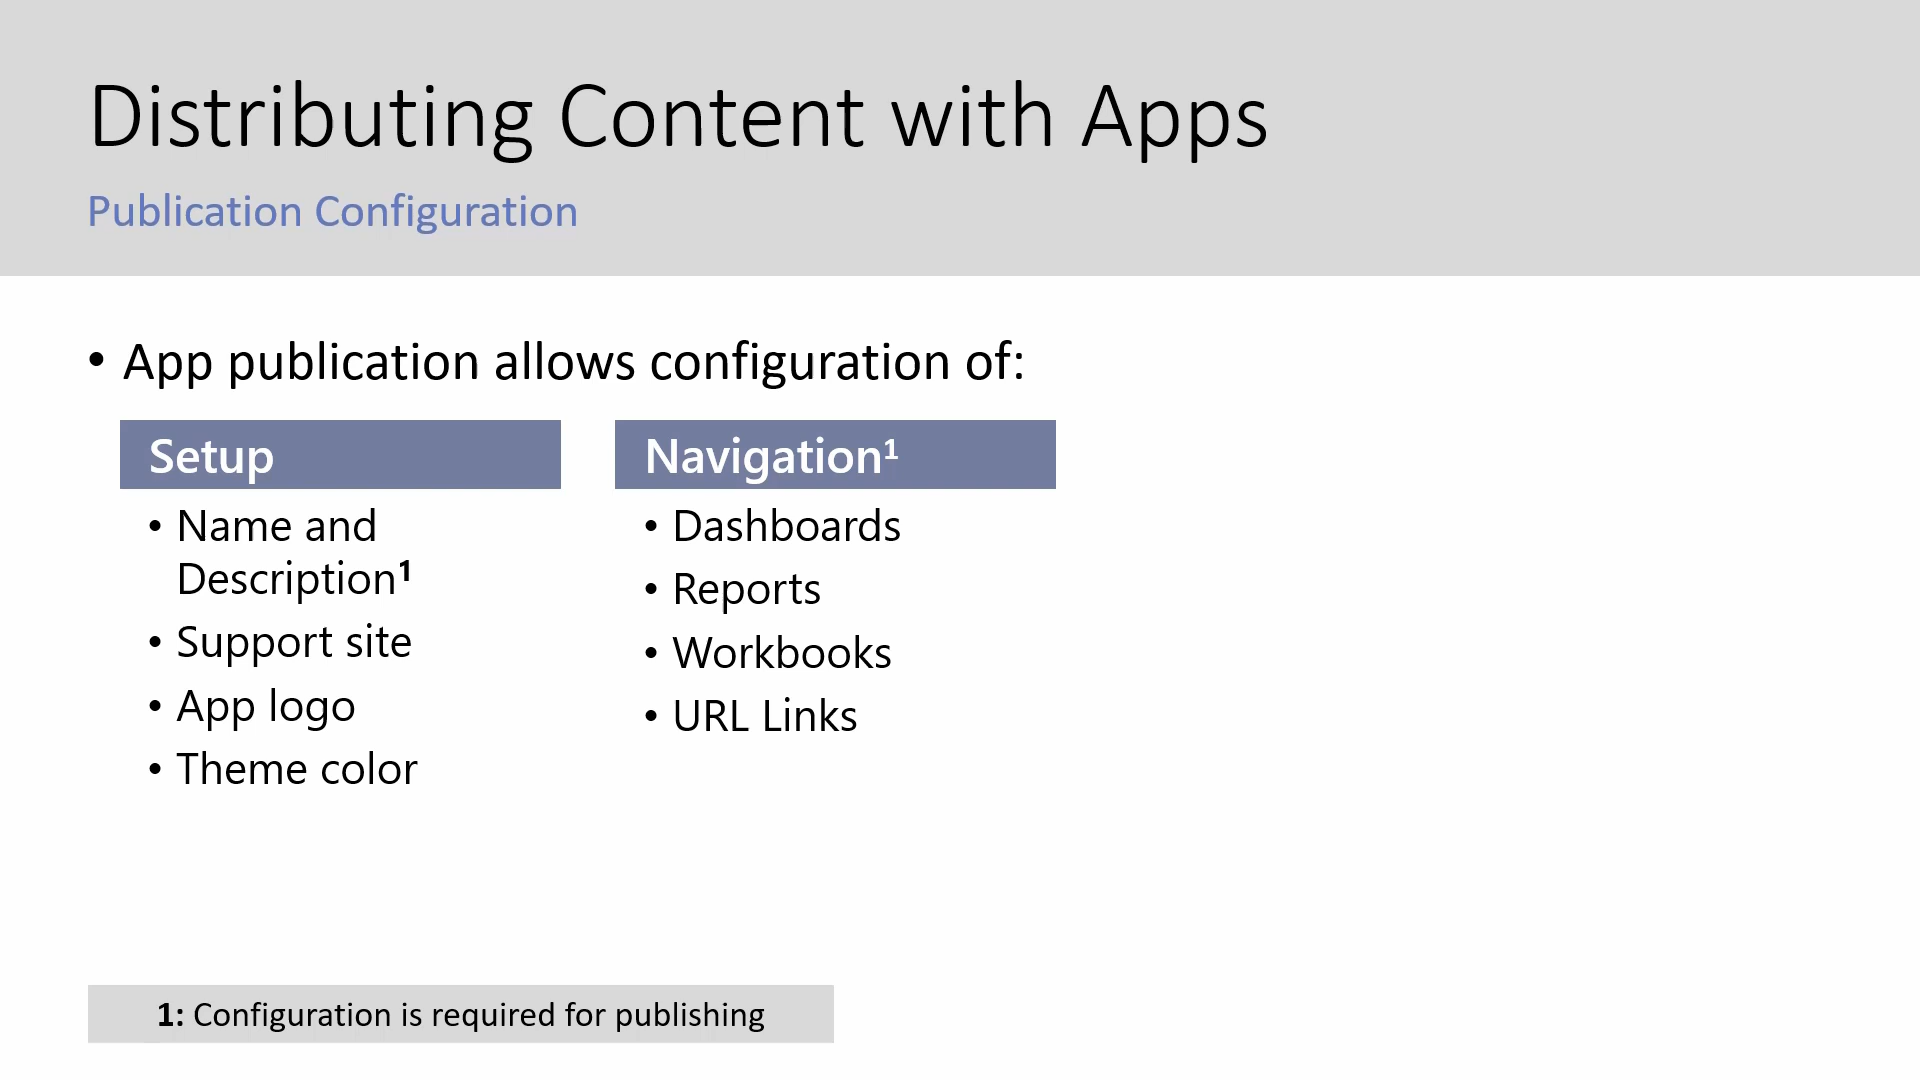 Distributing Content with Apps
Publication Configuration
• App publication allows configuration of:
Setup
• Name and
Description¹
• Support site
• App logo
• Theme color
Navigation¹
• Dashboards
• Reports
• Workbooks
• URL Links
1: Configuration is required for publishing